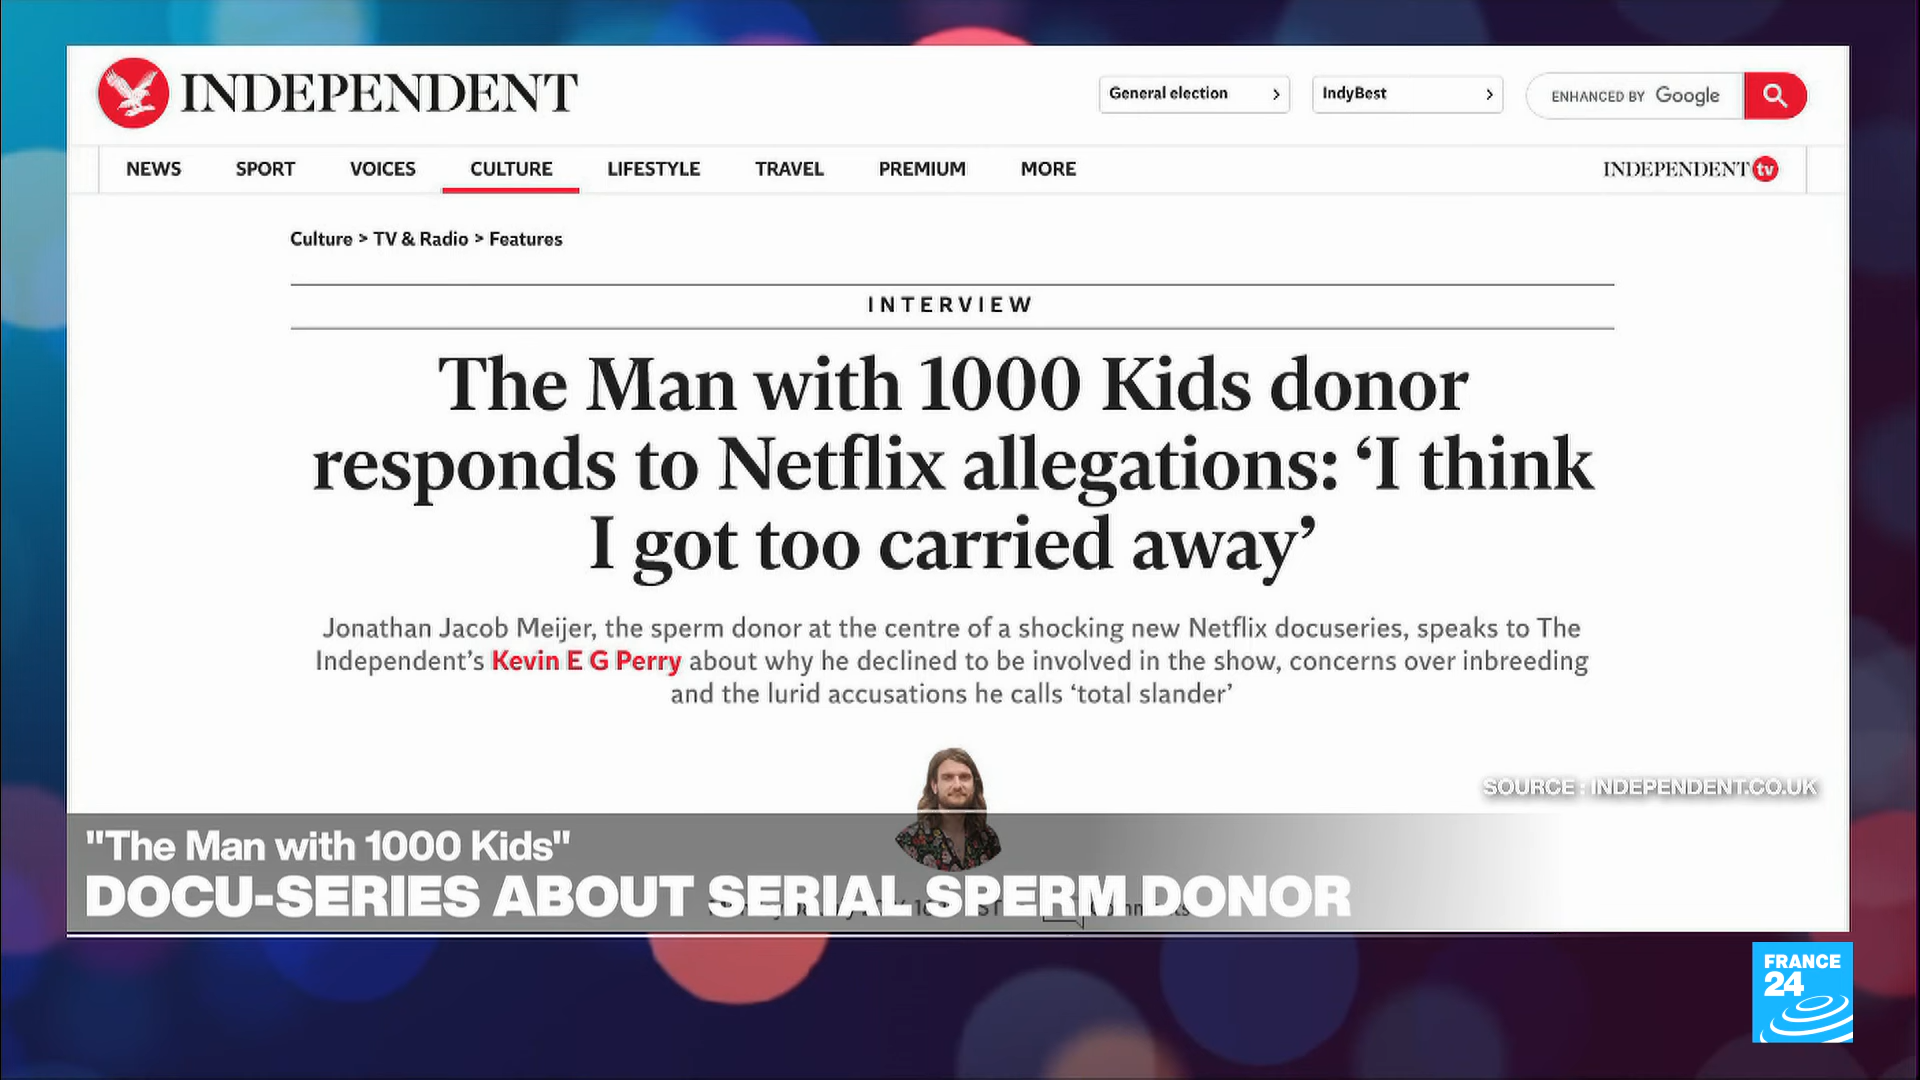 INDEPENDENT
General election
IndyBest
ENHANCED BY Google
NEWS SPORT VOICES CULTURE LIFESTYLE TRAVEL PREMIUM MORE INDEPENDENT tv
Culture > TV & Radio > Features
INTERVIEW
The Man with 1000 Kids donor
responds to Netflix allegations: ‘I think
I got too carried away’
Jonathan Jacob Meijer, the sperm donor at the centre of a shocking new Netflix docuseries, speaks to The
Independent’s Kevin E G Perry about why he declined to be involved in the show, concerns over inbreeding
and the lurid accusations he calls ‘total slander’
SOURCE : INDEPENDENT.CO.UK
"The Man with 1000 Kids"
DOCU-SERIES ABOUT SERIAL SPERM DONOR
FRANCE
24